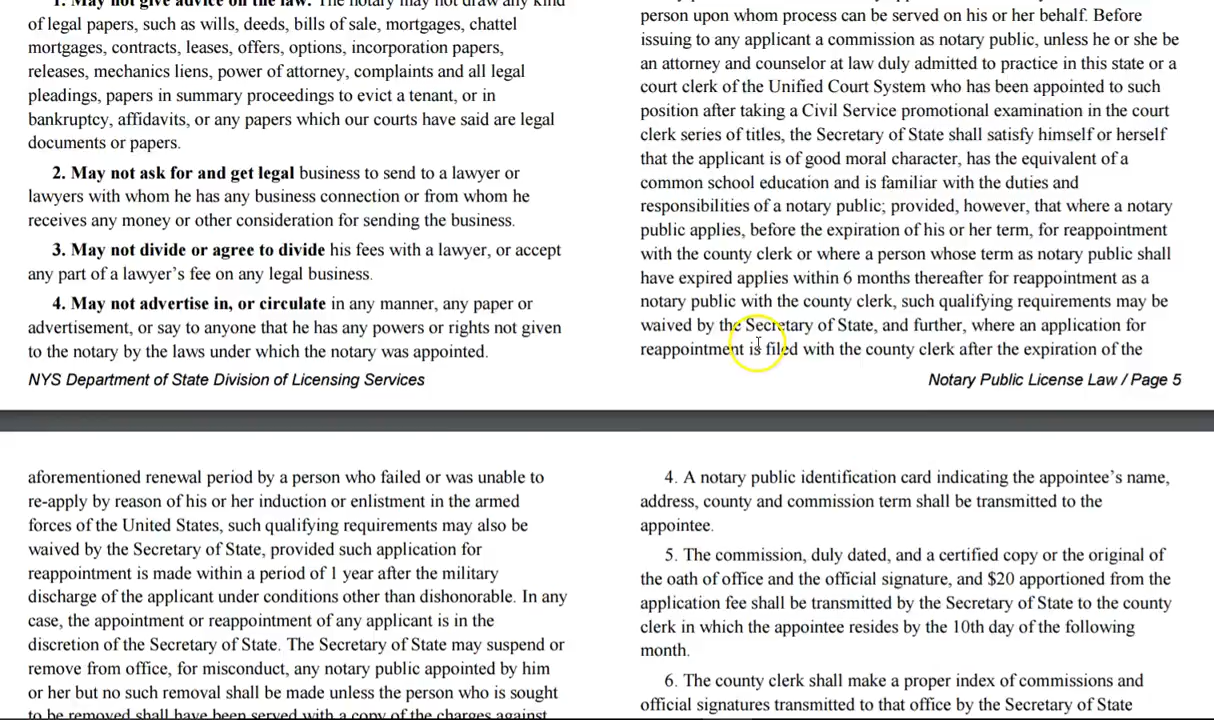 1. May not give advice on the law. The notary may not draw any kind
of legal papers, such as wills, deeds, bills of sale, mortgages, chattel
mortgages, contracts, leases, offers, options, incorporation papers,
releases, mechanics liens, power of attorney, complaints and all legal
pleadings, papers in summary proceedings to evict a tenant, or in
bankruptcy, affidavits, or any papers which our courts have said are legal
documents or papers.
2. May not ask for and get legal business to send to a lawyer or
lawyers with whom he has any business connection or from whom he
receives any money or other consideration for sending the business.
3. May not divide or agree to divide his fees with a lawyer, or accept
any part of a lawyer’s fee on any legal business.
4. May not advertise in, or circulate in any manner, any paper or
advertisement, or say to anyone that he has any powers or rights not given
to the notary by the laws under which the notary was appointed.
person upon whom process can be served on his or her behalf. Before
issuing to any applicant a commission as notary public, unless he or she be
an attorney and counselor at law duly admitted to practice in this state or a
court clerk of the Unified Court System who has been appointed to such
position after taking a Civil Service promotional examination in the court
clerk series of titles, the Secretary of State shall satisfy himself or herself
that the applicant is of good moral character, has the equivalent of a
common school education and is familiar with the duties and
responsibilities of a notary public; provided, however, that where a notary
public applies, before the expiration of his or her term, for reappointment
with the county clerk or where a person whose term as notary public shall
have expired applies within 6 months thereafter for reappointment as a
notary public with the county clerk, such qualifying requirements may be
waived by the Secretary of State, and further, where an application for
reappointment is filed with the county clerk after the expiration of the
NYS Department of State Division of Licensing Services
Notary Public License Law / Page 5
aforementioned renewal period by a person who failed or was unable to
re-apply by reason of his or her induction or enlistment in the armed
forces of the United States, such qualifying requirements may also be
waived by the Secretary of State, provided such application for
reappointment is made within a period of 1 year after the military
discharge of the applicant under conditions other than dishonorable. In any
case, the appointment or reappointment of any applicant is in the
discretion of the Secretary of State. The Secretary of State may suspend or
remove from office, for misconduct, any notary public appointed by him
or her but no such removal shall be made unless the person who is sought
to be removed shall have been served with a copy of the charges against
4. A notary public identification card indicating the appointee’s name,
address, county and commission term shall be transmitted to the
appointee.
5. The commission, duly dated, and a certified copy or the original of
the oath of office and the official signature, and $20 apportioned from the
application fee shall be transmitted by the Secretary of State to the county
clerk in which the appointee resides by the 10th day of the following
month.
6. The county clerk shall make a proper index of commissions and
official signatures transmitted to that office by the Secretary of State